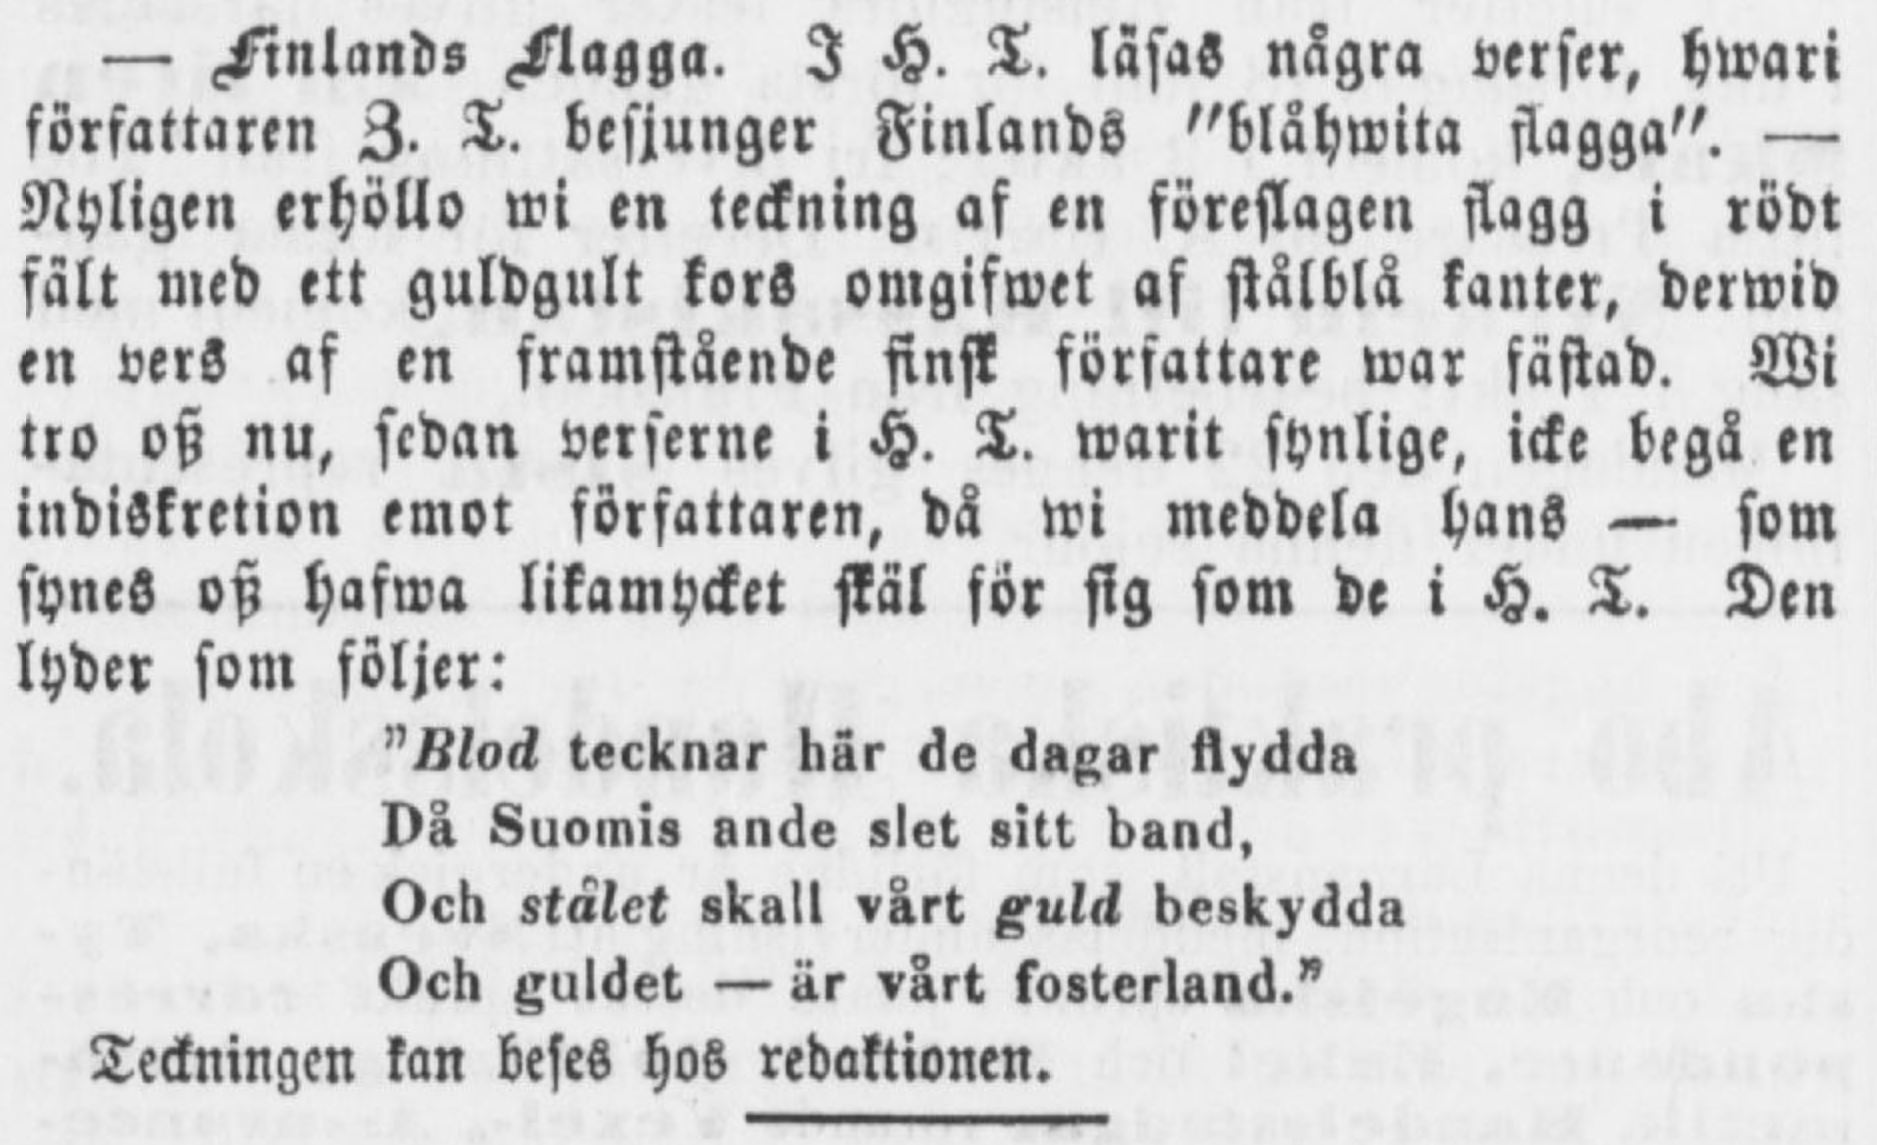 — Finlands Flagga. I H. T. läsas några verser, hwari
författaren Z. T. besjunger Finlands "blåhwita flagga". —
Nyligen erhöllo wi en teckning af en föreslagen flagg i rödt
fält med ett guldgult kors omgifwet af stålblå kanter, derwid
en vers af en framstående finsk författare war fästad. Wi
tro oß nu, sedan verserne i H. T. warit synlige, icke begå en
indiskretion emot författaren, då wi meddela hans — som
synes oß hafwa likamycket skäl för sig som de i H. T. Den
lyder som följer:
"Blod tecknar här de dagar flydda
Då Suomis ande slet sitt band,
Och stålet skall vårt guld beskydda
Och guldet — är vårt fosterland."
Teckningen kan beses hos redaktionen.